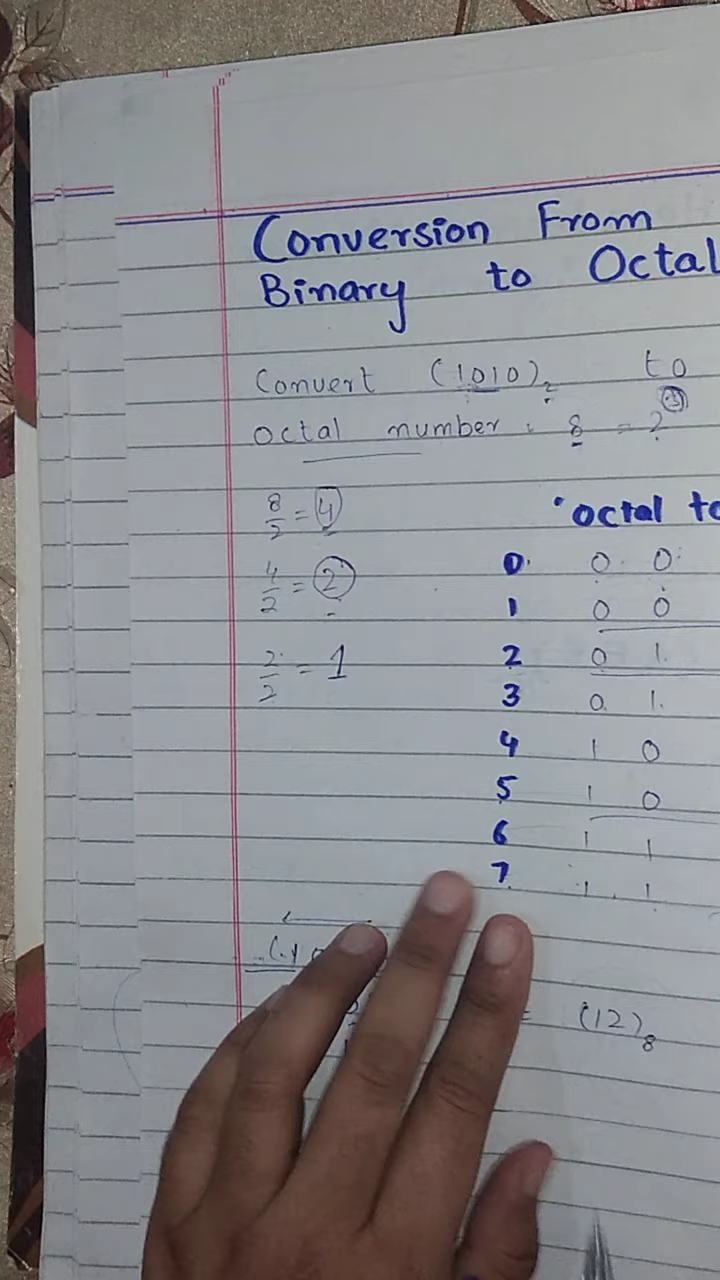 Conversion From
Binary to Octal
Convert (1010)₂ to
octal number. 8 = ?③
8/2 = 4
4/2 = 2
2/2 = 1
octal to
0 0 0
1 0 0
2 0 1
3 0 1
4 1 0
5 1 0
6 1 1
7 1 1
= (12)₈